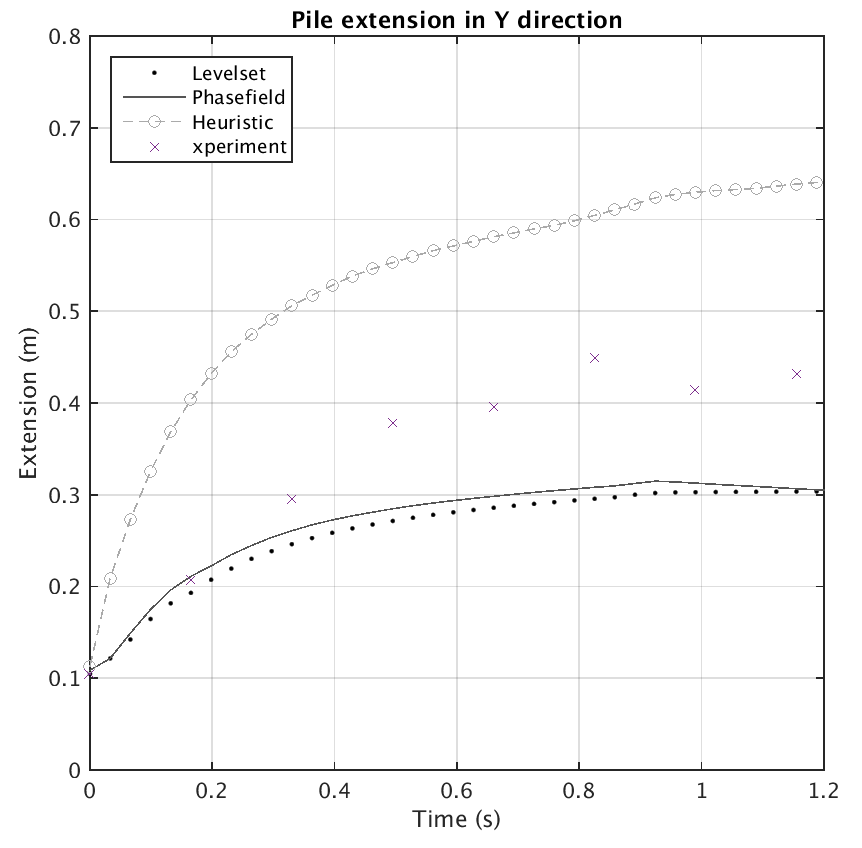 Pile extension in Y direction
0.8
0.7
0.6
0.5
0.4
0.3
0.2
0.1
0
Extension (m)
Levelset
Phasefield
Heuristic
xperiment
0 0.2 0.4 0.6 0.8 1 1.2
Time (s)